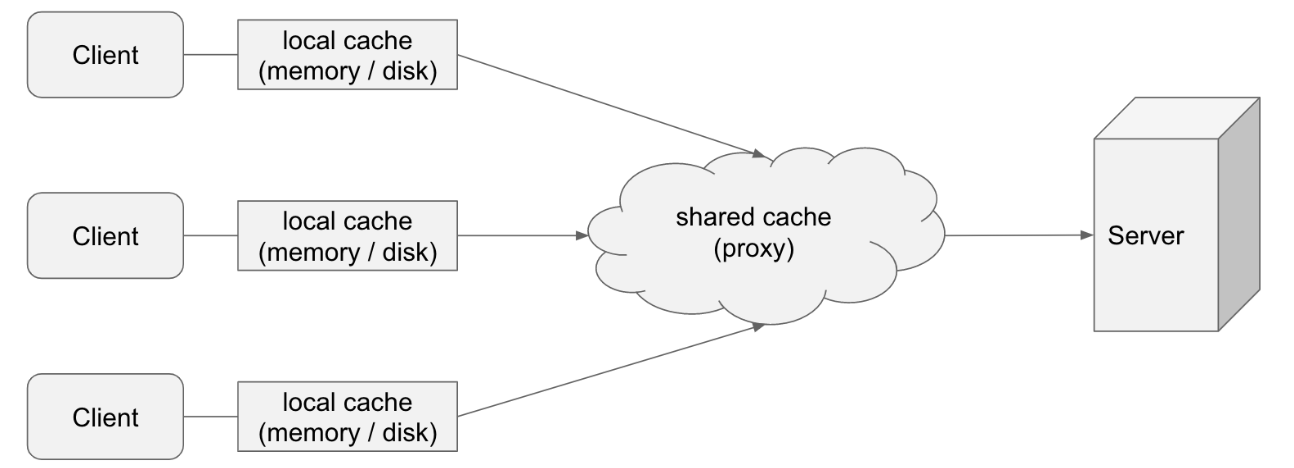 Client
local cache
(memory / disk)
Client
local cache
(memory / disk)
shared cache
(proxy)
Server
Client
local cache
(memory / disk)